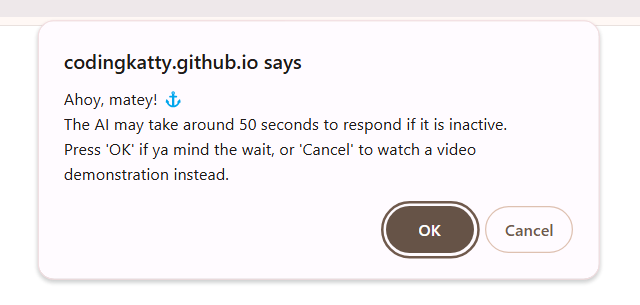 codingkatty.github.io says
Ahoy, matey! ⚓
The AI may take around 50 seconds to respond if it is inactive.
Press 'OK' if ya mind the wait, or 'Cancel' to watch a video
demonstration instead.
OK
Cancel